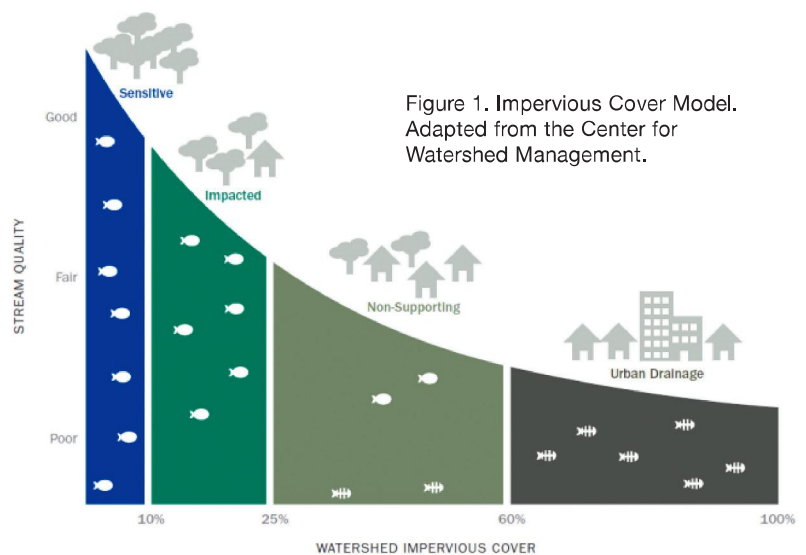 Sensitive
Figure 1. Impervious Cover Model.
Adapted from the Center for
Watershed Management.
Good
Impacted
STREAM QUALITY
Fair
Non-Supporting
Urban Drainage
Poor
10%
25%
60%
100%
WATERSHED IMPERVIOUS COVER